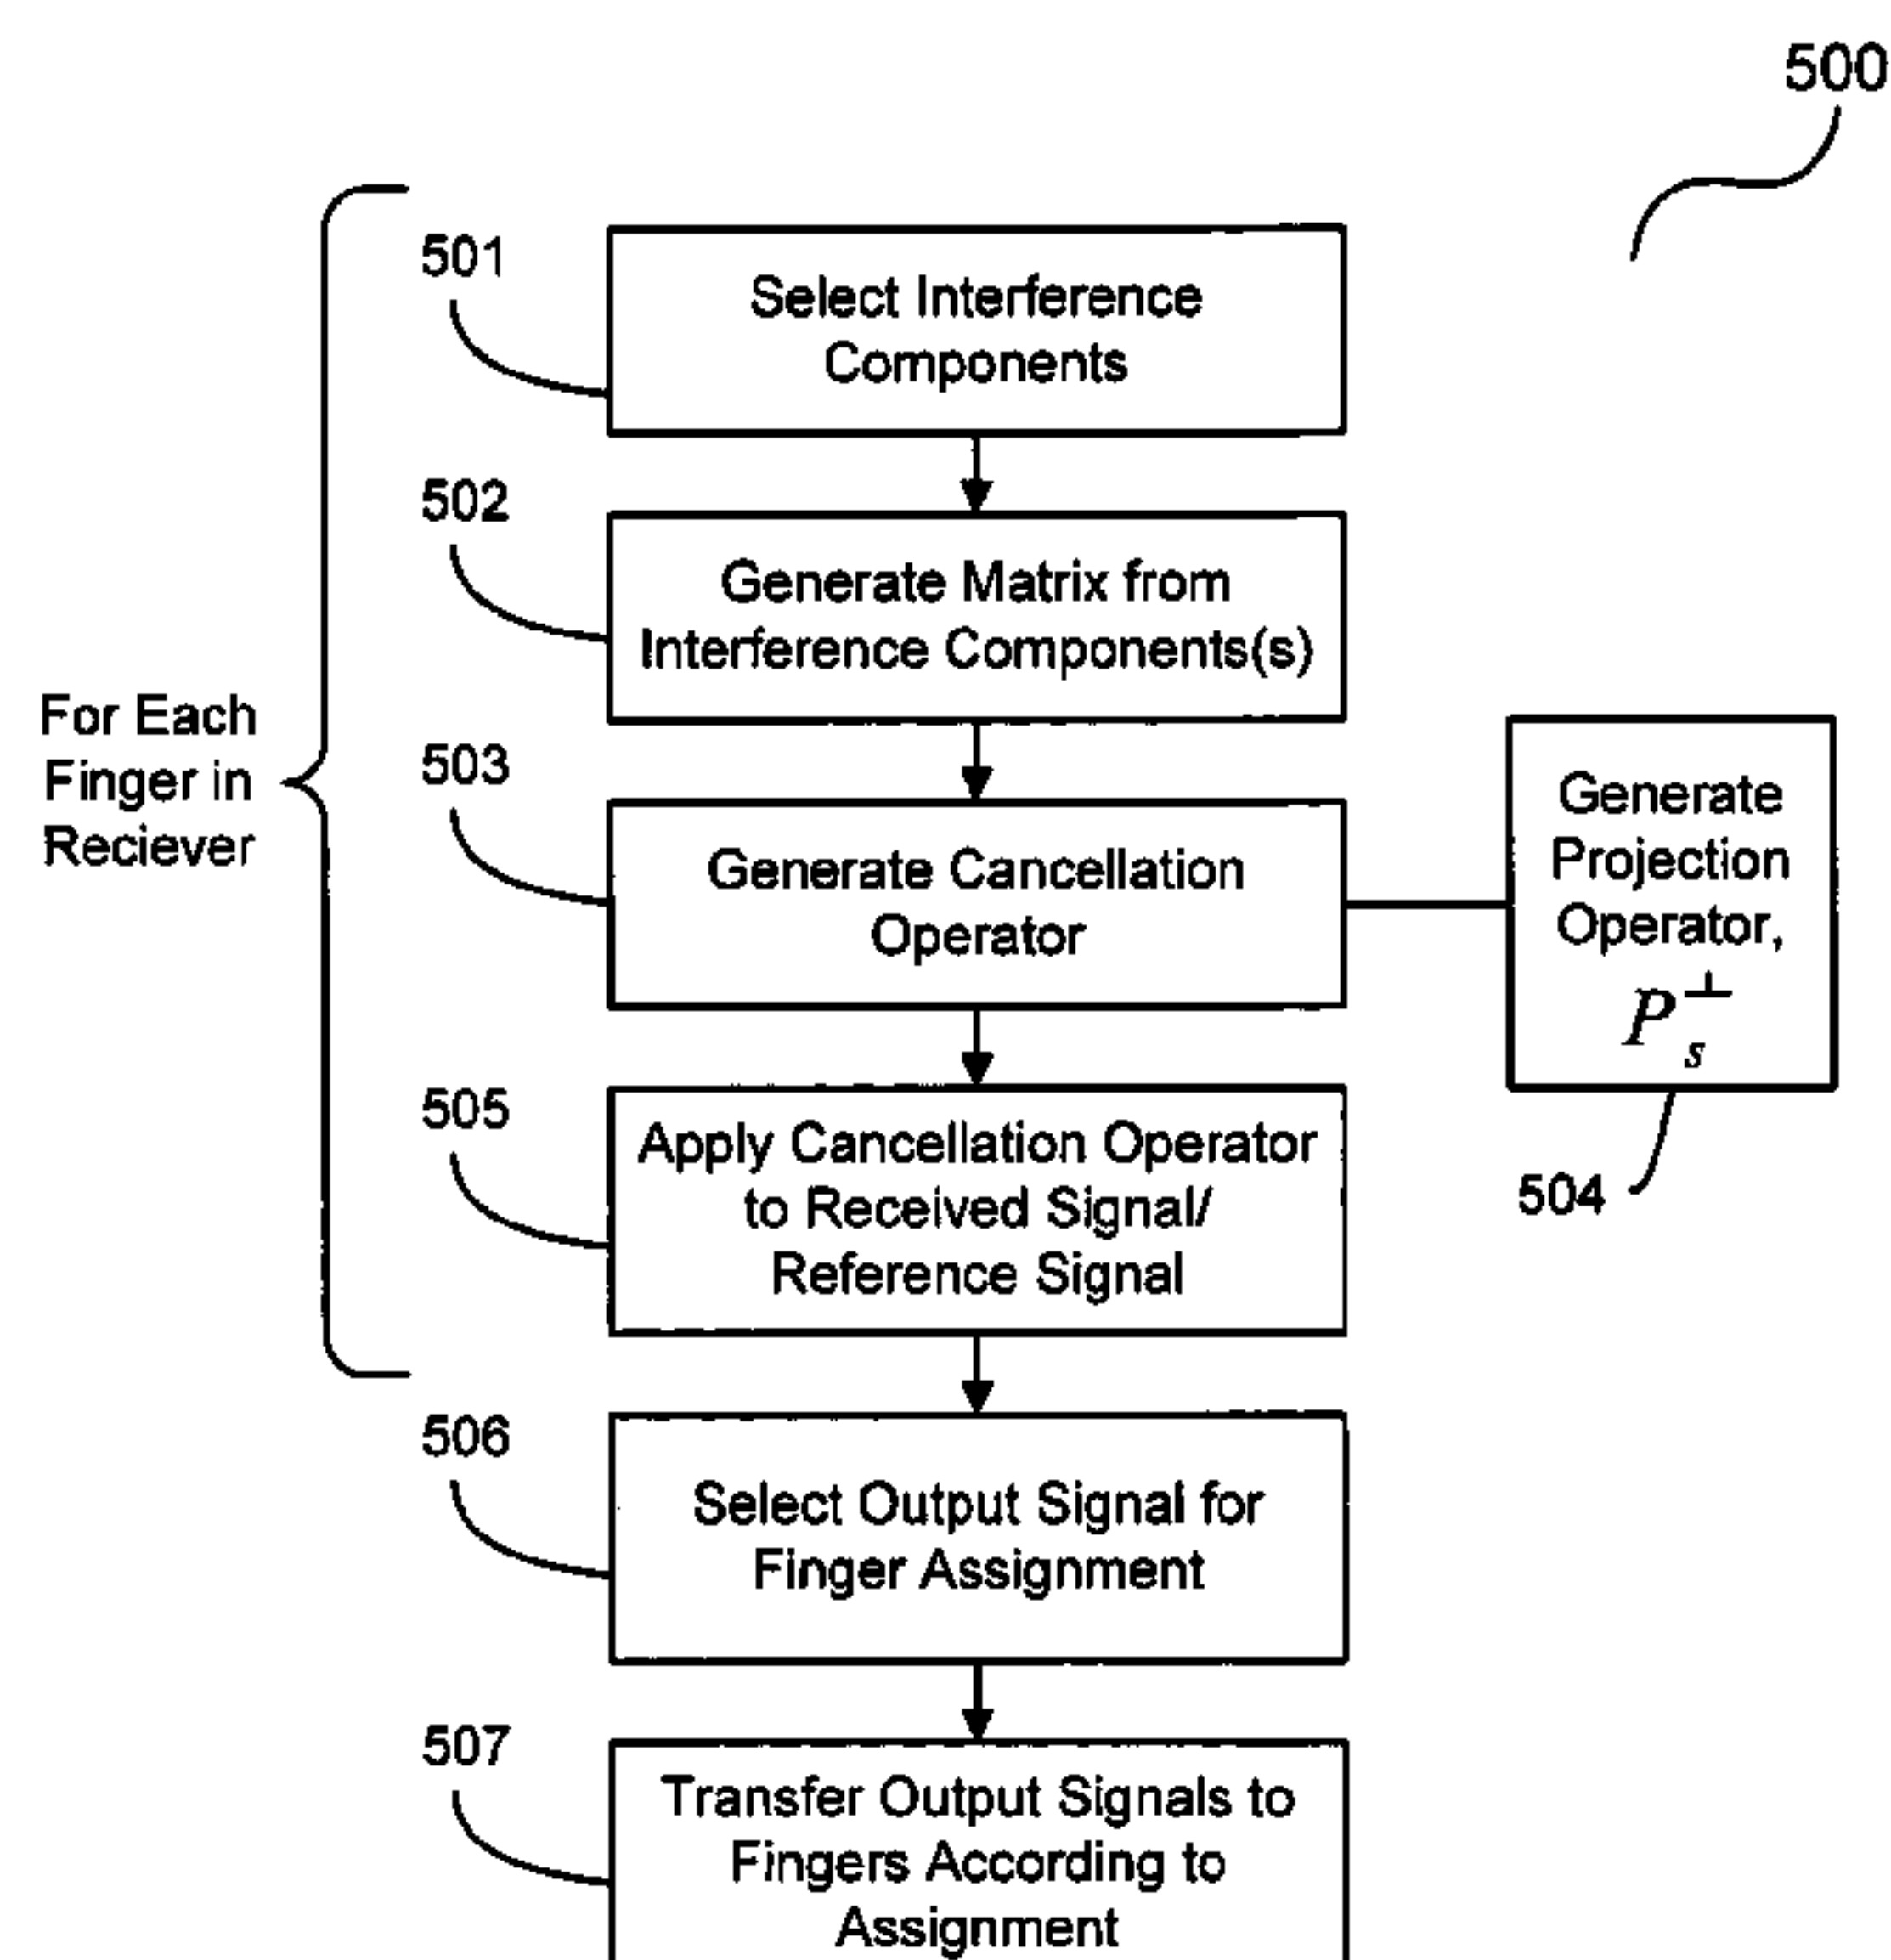 500
501
Select Interference
Components
502
Generate Matrix from
Interference Components(s)
For Each
Finger in
Reciever
503
Generate Cancellation
Operator
Generate
Projection
Operator,
P⊥s
504
505
Apply Cancellation Operator
to Received Signal/
Reference Signal
506
Select Output Signal for
Finger Assignment
507
Transfer Output Signals to
Fingers According to
Assignment